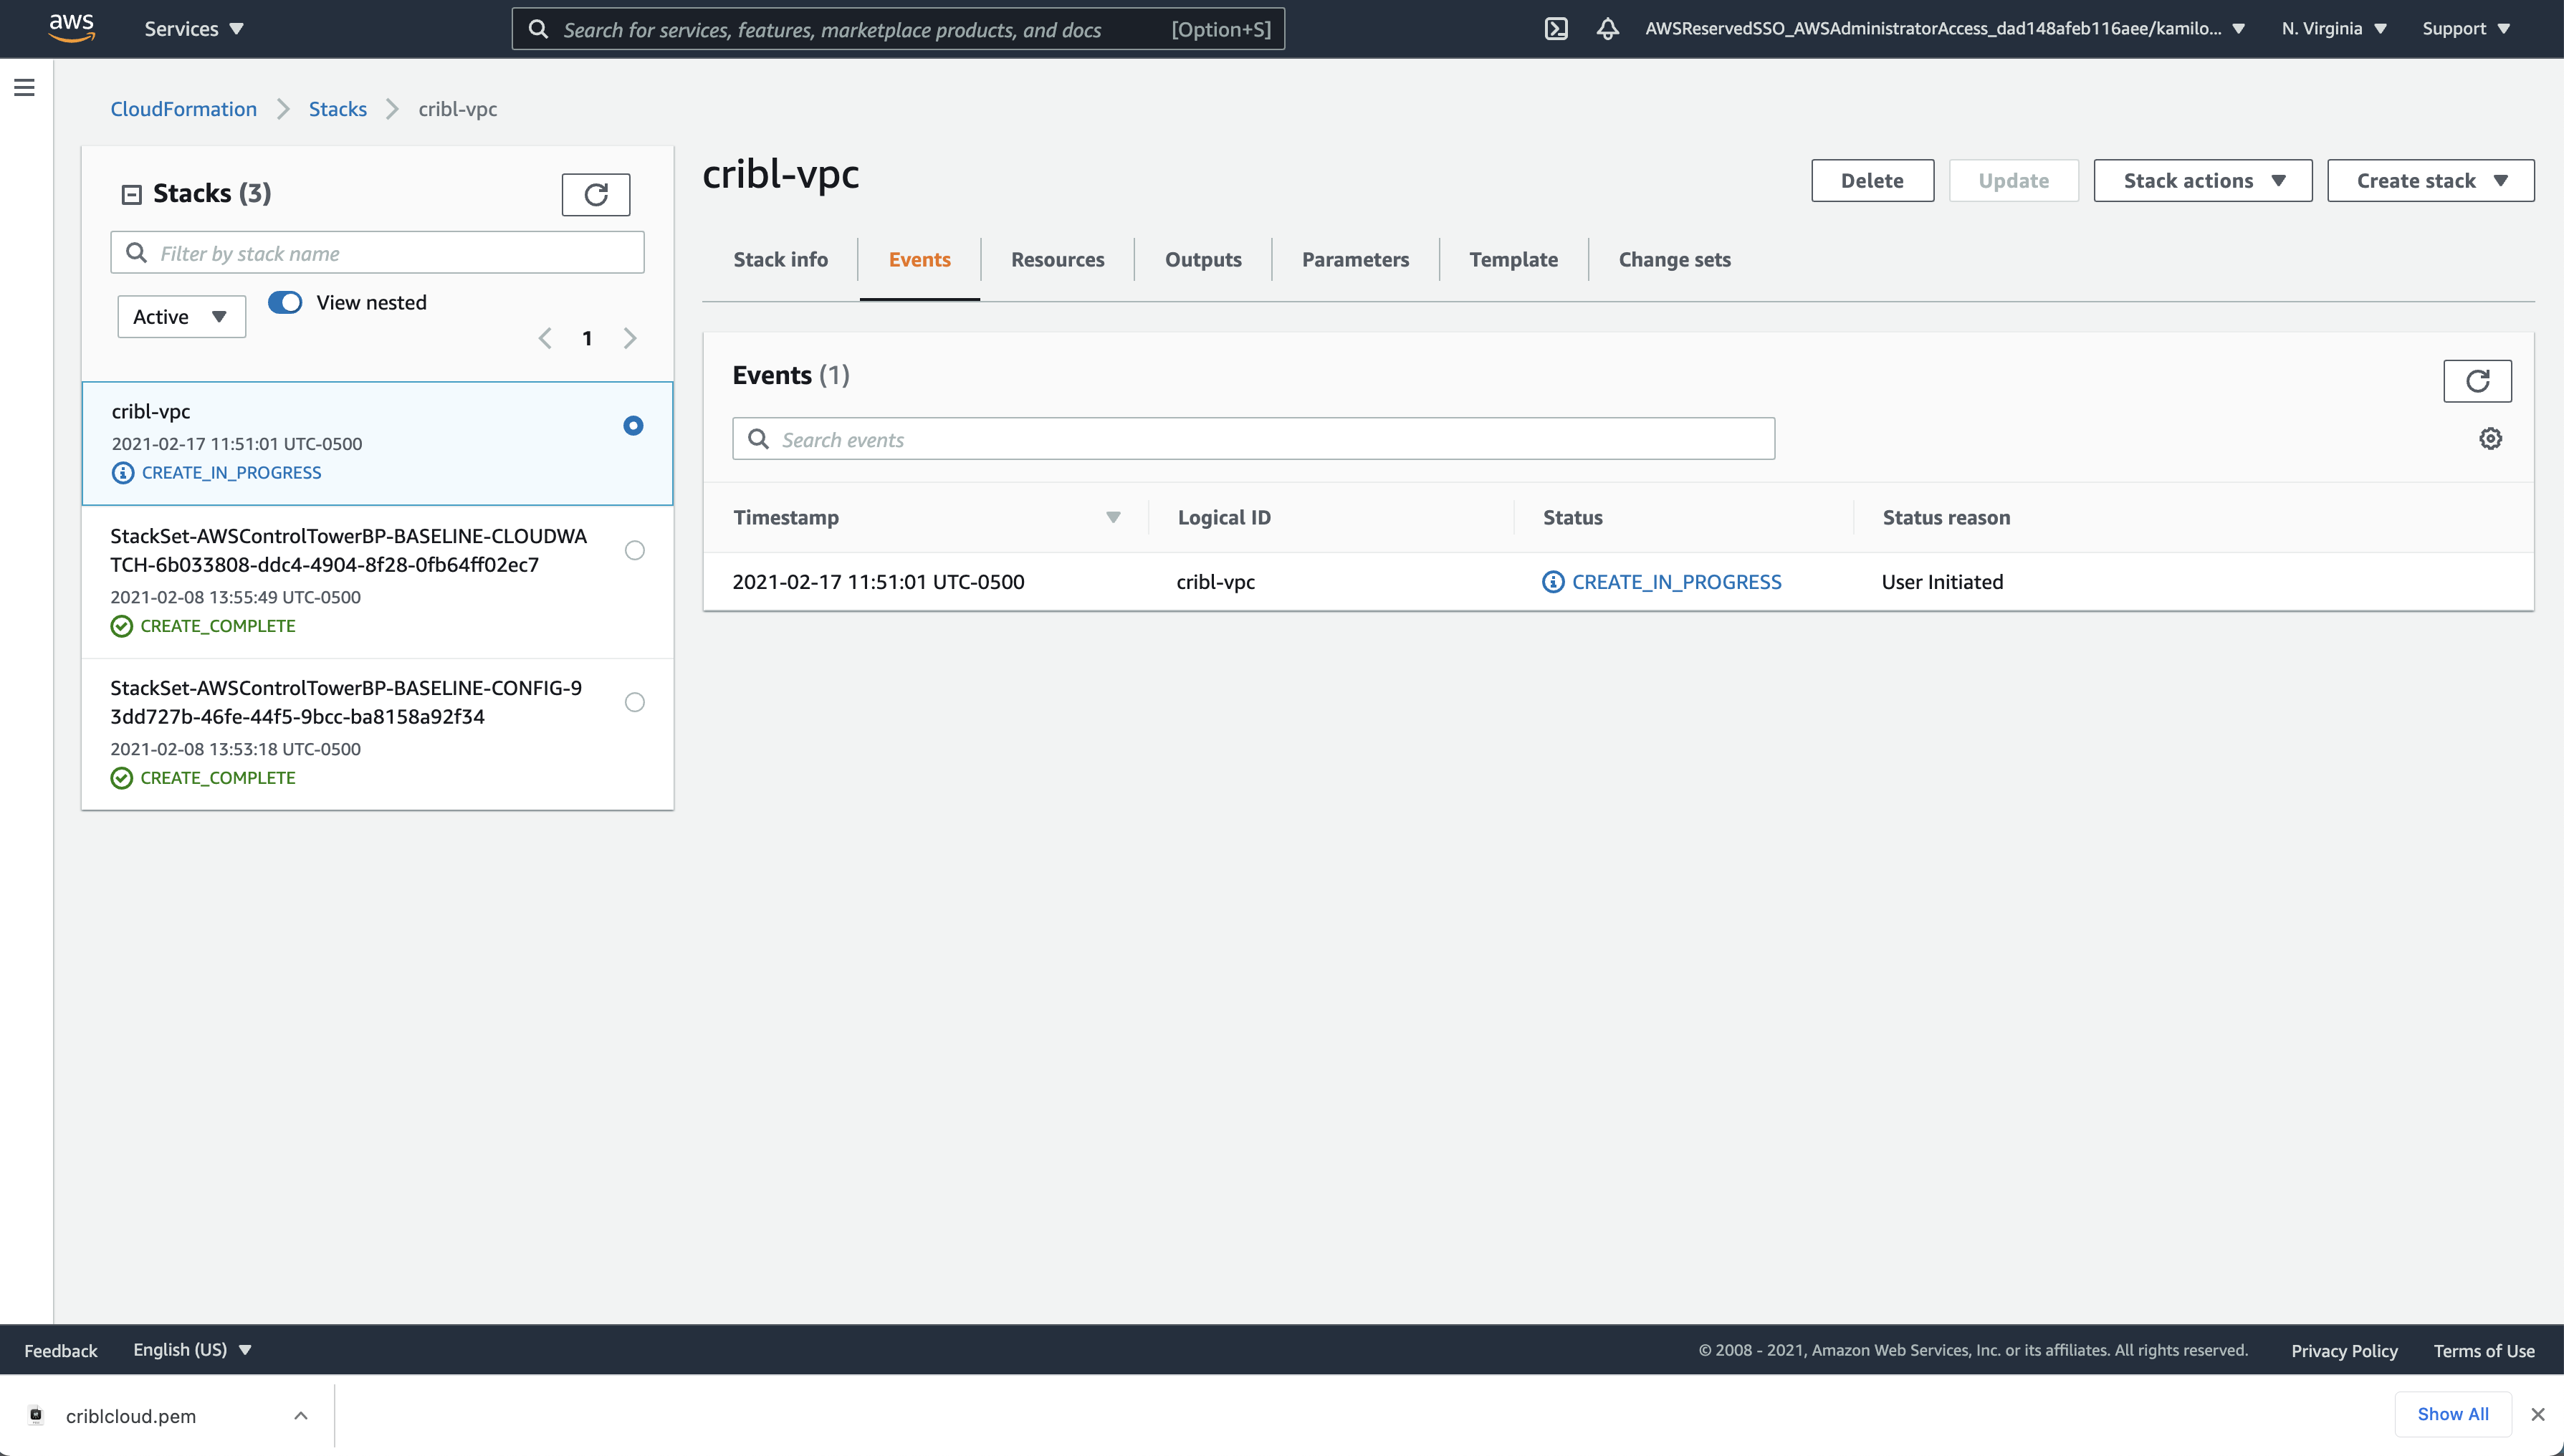 aws
Services
Search for services, features, marketplace products, and docs
[Option+S]
AWSReservedSSO_AWSAdministratorAccess_dad148afeb116aee/kamilo...
N. Virginia
Support
CloudFormation
Stacks
cribl-vpc
Stacks (3)
Filter by stack name
Active
View nested
1
cribl-vpc
2021-02-17 11:51:01 UTC-0500
CREATE_IN_PROGRESS
StackSet-AWSControlTowerBP-BASELINE-CLOUDWA
TCH-6b033808-ddc4-4904-8f28-0fb64ff02ec7
2021-02-08 13:55:49 UTC-0500
CREATE_COMPLETE
StackSet-AWSControlTowerBP-BASELINE-CONFIG-9
3dd727b-46fe-44f5-9bcc-ba8158a92f34
2021-02-08 13:53:18 UTC-0500
CREATE_COMPLETE
cribl-vpc
Delete
Update
Stack actions
Create stack
Stack info
Events
Resources
Outputs
Parameters
Template
Change sets
Events (1)
Search events
Timestamp
Logical ID
Status
Status reason
2021-02-17 11:51:01 UTC-0500
cribl-vpc
CREATE_IN_PROGRESS
User Initiated
Feedback
English (US)
© 2008 - 2021, Amazon Web Services, Inc. or its affiliates. All rights reserved.
Privacy Policy
Terms of Use
criblcloud.pem
Show All